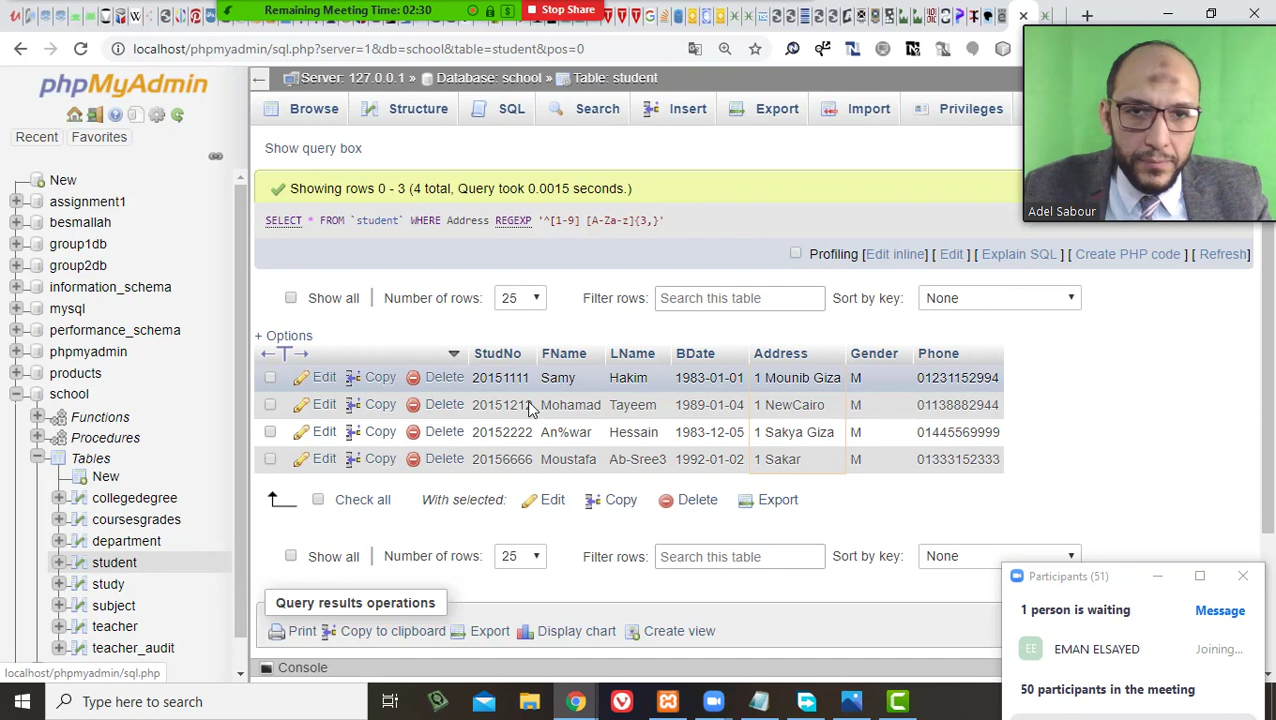 Remaining Meeting Time: 02:30
Stop Share
localhost/phpmyadmin/sql.php?server=1&db=school&table=student&pos=0
phpMyAdmin
Recent
Favorites
New
assignment1
besmallah
group1db
group2db
information_schema
mysql
performance_schema
phpmyadmin
products
school
Functions
Procedures
Tables
New
collegedegree
coursesgrades
department
student
study
subject
teacher
teacher_audit
localhost/phpmyadmin/sql.php
Server: 127.0.0.1 » Database: school » Table: student
Browse Structure SQL Search Insert Export Import Privileges
Show query box
Showing rows 0 - 3 (4 total, Query took 0.0015 seconds.)
SELECT * FROM `student` WHERE Address REGEXP '^[1-9] [A-Za-z]{3,}'
Profiling [Edit inline] [ Edit ] [ Explain SQL ] [ Create PHP code ] [ Refresh]
Show all Number of rows: 25 Filter rows: Search this table Sort by key: None
+ Options
StudNo FName LName BDate Address Gender Phone
Edit Copy Delete 20151111 Samy Hakim 1983-01-01 1 Mounib Giza M 01231152994
Edit Copy Delete Mohamad Tayeem 1989-01-04 1 NewCairo M 01138882944
Edit Copy Delete 20152222 An%war Hessain 1983-12-05 1 Sakya Giza M 01445569999
Edit Copy Delete 20156666 Moustafa Ab-Sree3 1992-01-02 1 Sakar M 01333152333
Check all With selected: Edit Copy Delete Export
Show all Number of rows: 25 Filter rows: Search this table Sort by key: None
Query results operations
Print Copy to clipboard Export Display chart Create view
Console
Adel Sabour
Participants (51)
1 person is waiting
Message
EE EMAN ELSAYED Joining...
50 participants in the meeting
Type here to search